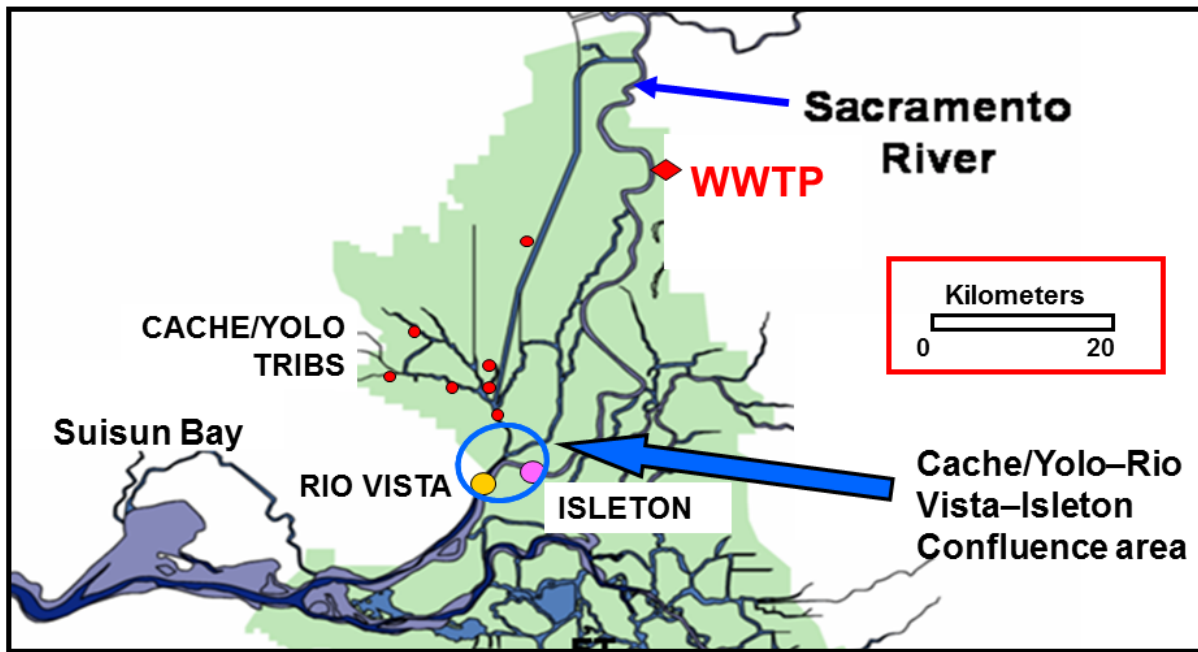 Sacramento
River
WWTP
Kilometers
0 20
CACHE/YOLO
TRIBS
Suisun Bay
RIO VISTA
ISLETON
Cache/Yolo–Rio
Vista–Isleton
Confluence area